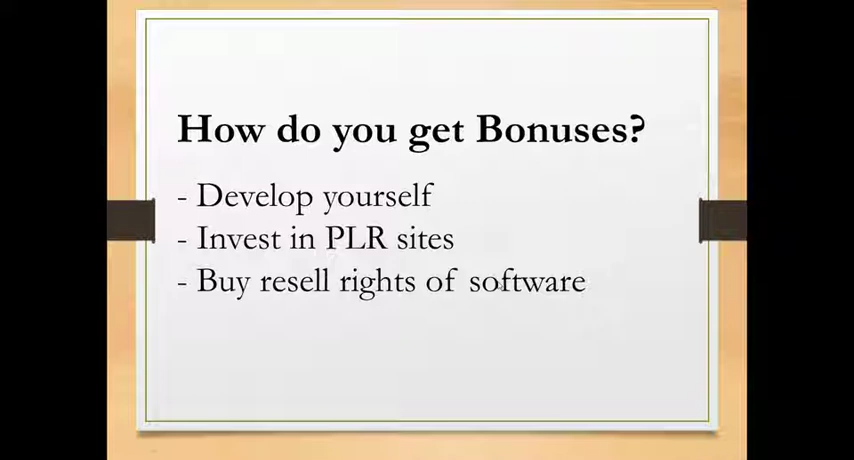 How do you get Bonuses?
- Develop yourself
- Invest in PLR sites
- Buy resell rights of software